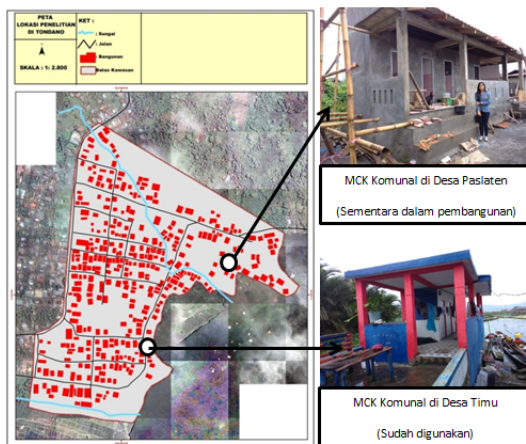 PETA
LOKASI PENELITIAN
DI TONDANO
SKALA : 1: 2.800
KET :
Sungai
Jalan
Bangunan
Batas Kawasan
MCK Komunal di Desa Paslaten
(Sementara dalam pembangunan)
MCK Komunal di Desa Timu
(Sudah digunakan)